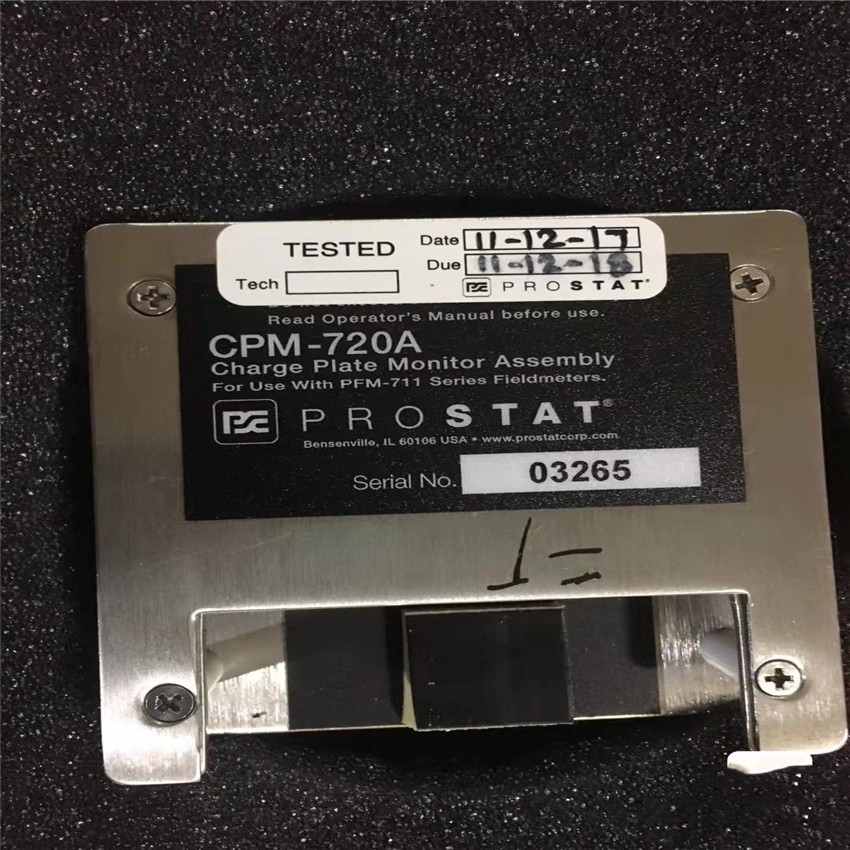 TESTED
Date 11-12-17
Due 11-12-18
Tech
PROSTAT
Read Operator's Manual before use.
CPM-720A
Charge Plate Monitor Assembly
For Use With PFM-711 Series Fieldmeters.
PROSTAT®
Bensenville, IL 60106 USA • www.prostatcorp.com
Serial No. 03265